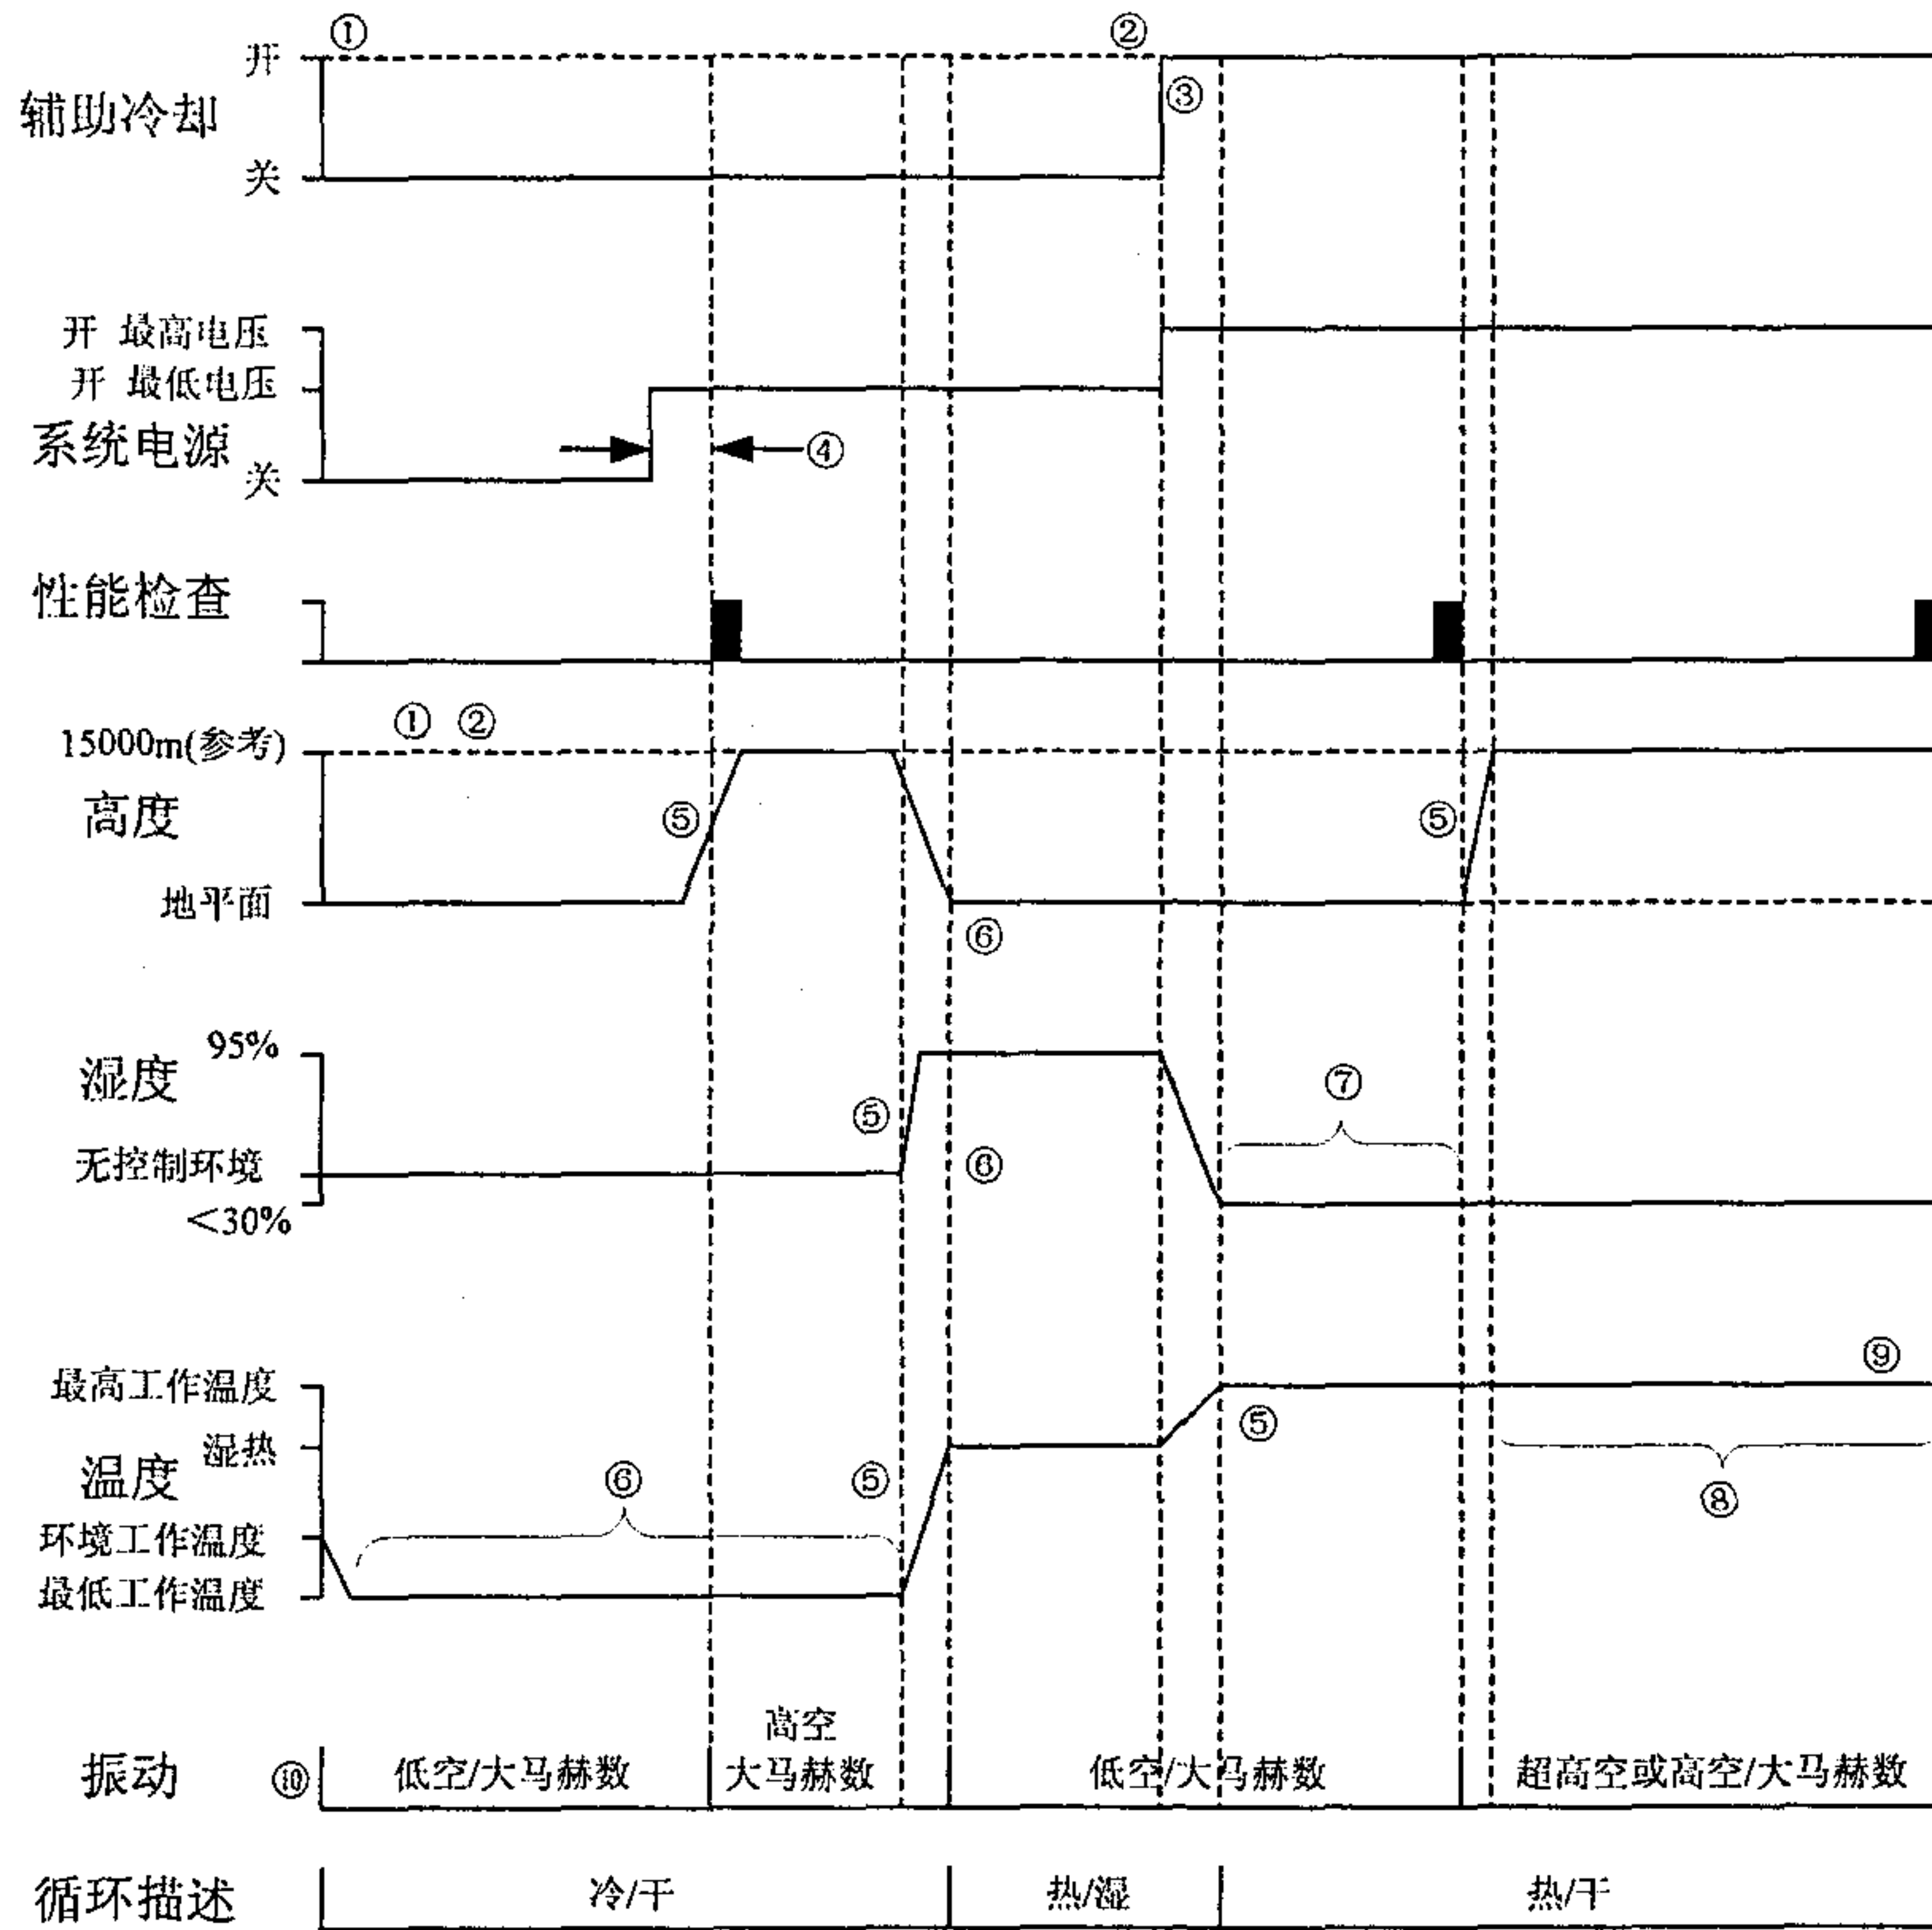 ① ②
开
辅助冷却
③
关
开 最高电压
开 最低电压
系统电源
④
关
性能检查
① ②
15000m(参考)
高度
⑤ ⑤
地平面
⑥
95%
湿度
⑦
⑤
无控制环境
⑥
<30%
⑨
最高工作温度
⑤
湿热
温度
⑥ ⑤
⑧
环境工作温度
最低工作温度
高空
振动 ⑩ 低空/大马赫数 大马赫数 低空/大马赫数 超高空或高空/大马赫数
循环描述 冷/干 热/湿 热/干